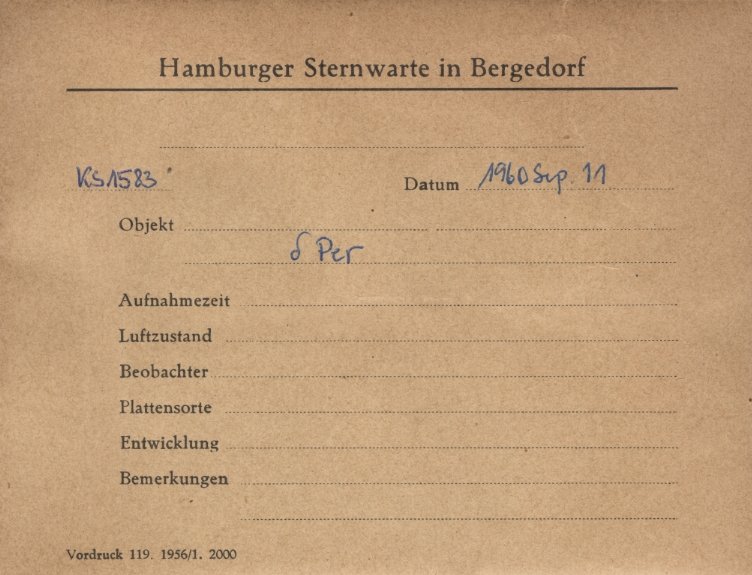 Hamburger Sternwarte in Bergedorf
KS1583 Datum 1960 Sep. 11
Objekt
δ Per
Aufnahmezeit
Luftzustand
Beobachter
Plattensorte
Entwicklung
Bemerkungen
Vordruck 119. 1956/1. 2000